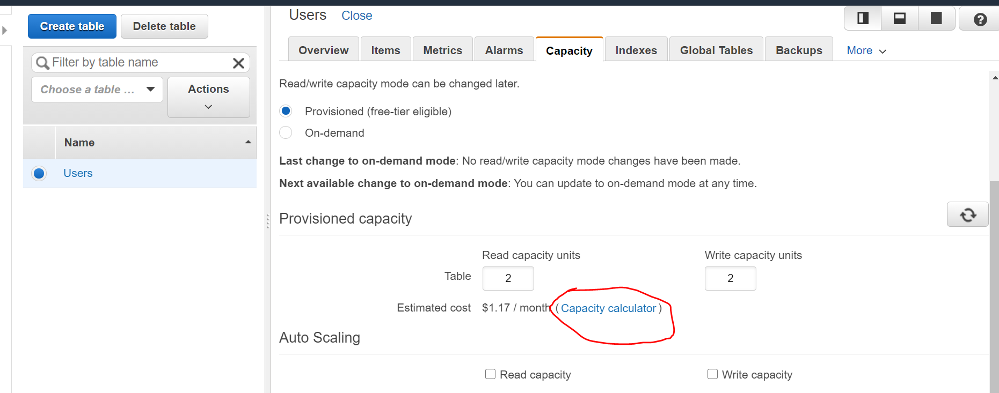 Create table
Delete table
Filter by table name
Choose a table ...
Actions
Name
Users
Users Close
Overview Items Metrics Alarms Capacity Indexes Global Tables Backups More
Read/write capacity mode can be changed later.
Provisioned (free-tier eligible)
On-demand
Last change to on-demand mode: No read/write capacity mode changes have been made.
Next available change to on-demand mode: You can update to on-demand mode at any time.
Provisioned capacity
Read capacity units Write capacity units
Table 2 2
Estimated cost $1.17 / month (Capacity calculator)
Auto Scaling
Read capacity Write capacity